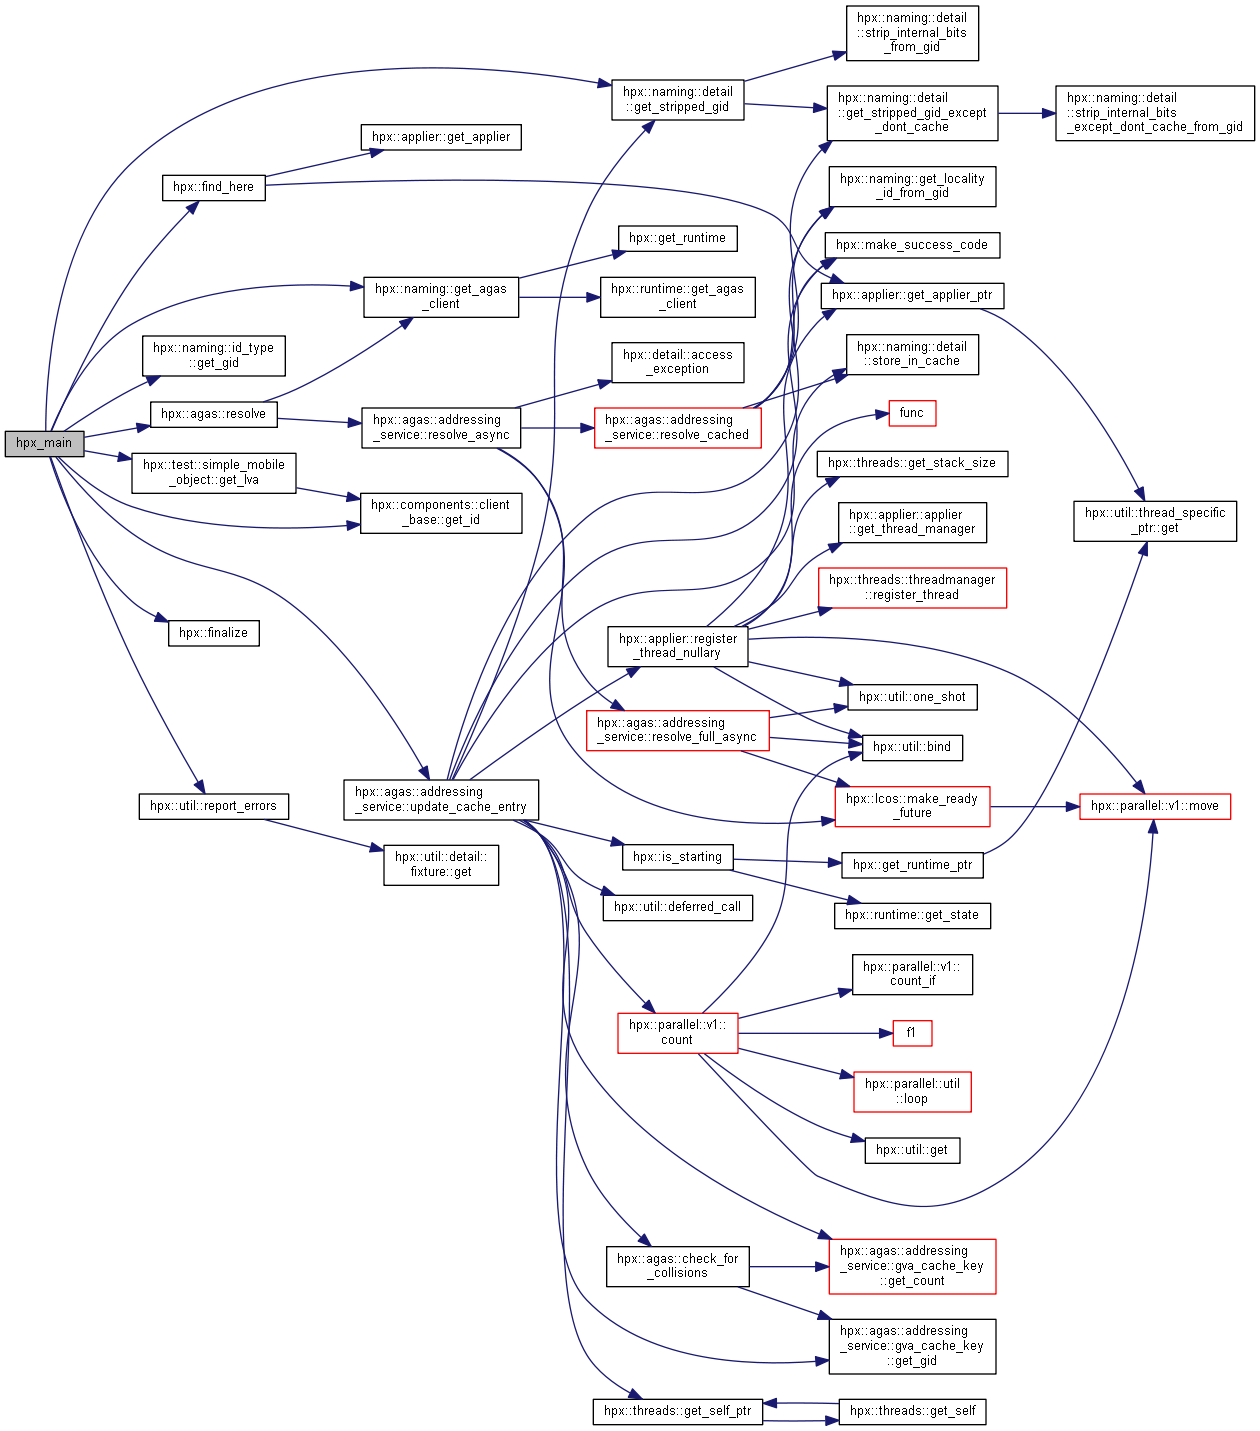 hpx::naming::detail
::strip_internal_bits
_from_gid
hpx::naming::detail
::get_stripped_gid
hpx::naming::detail
::get_stripped_gid_except
_dont_cache
hpx::naming::detail
::strip_internal_bits
_except_dont_cache_from_gid
hpx::applier::get_applier
hpx::find_here
hpx::naming::get_locality
_id_from_gid
hpx::get_runtime
hpx::make_success_code
hpx::naming::get_agas
_client
hpx::runtime::get_agas
_client
hpx::applier::get_applier_ptr
hpx::naming::id_type
::get_gid
hpx::detail::access
_exception
hpx::naming::detail
::store_in_cache
hpx::agas::resolve
hpx::agas::addressing
_service::resolve_async
hpx::agas::addressing
_service::resolve_cached
func
hpx_main
hpx::test::simple_mobile
_object::get_lva
hpx::threads::get_stack_size
hpx::components::client
_base::get_id
hpx::applier::applier
::get_thread_manager
hpx::util::thread_specific
_ptr::get
hpx::threads::threadmanager
::register_thread
hpx::finalize
hpx::applier::register
_thread_nullary
hpx::util::one_shot
hpx::agas::addressing
_service::resolve_full_async
hpx::util::bind
hpx::util::report_errors
hpx::agas::addressing
_service::update_cache_entry
hpx::lcos::make_ready
_future
hpx::parallel::v1::move
hpx::util::detail::
fixture::get
hpx::is_starting
hpx::get_runtime_ptr
hpx::util::deferred_call
hpx::runtime::get_state
hpx::parallel::v1::
count_if
hpx::parallel::v1::
count
f1
hpx::parallel::util
::loop
hpx::util::get
hpx::agas::check_for
_collisions
hpx::agas::addressing
_service::gva_cache_key
::get_count
hpx::agas::addressing
_service::gva_cache_key
::get_gid
hpx::threads::get_self_ptr
hpx::threads::get_self